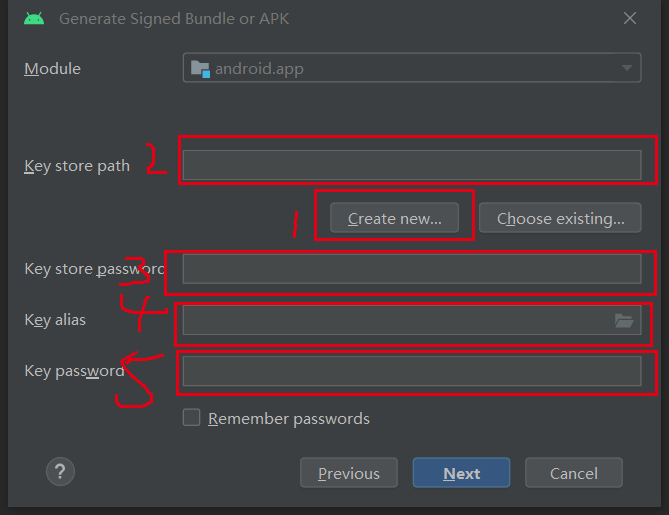 Generate Signed Bundle or APK
Module android.app
Key store path 2
1 Create new... Choose existing...
Key store password 3
Key alias 4
Key password 5
Remember passwords
? Previous Next Cancel